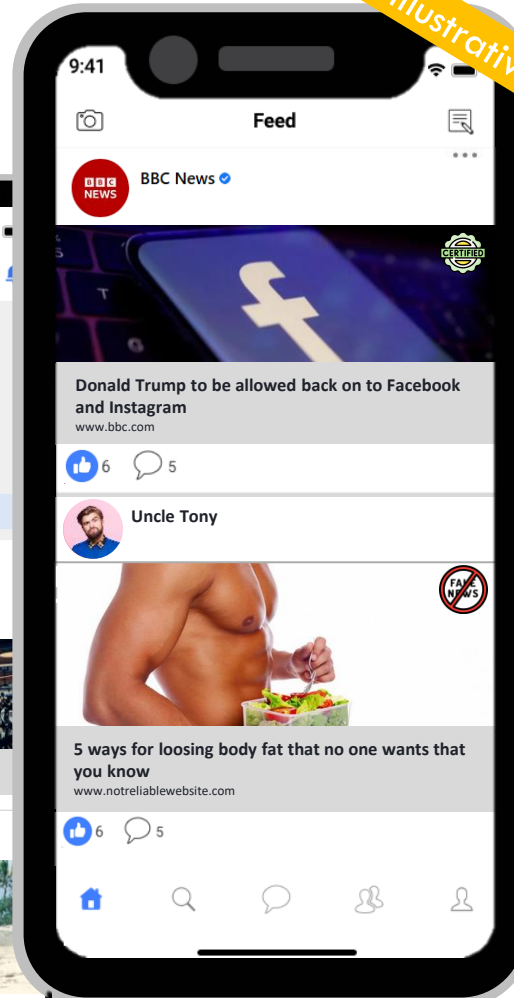 Illustrativ
9:41
Feed
BBC
NEWS
BBC News
CERTIFIED
Donald Trump to be allowed back on to Facebook
and Instagram
www.bbc.com
6
5
Uncle Tony
FAKE
NEWS
5 ways for loosing body fat that no one wants that
you know
www.notreliablewebsite.com
6
5